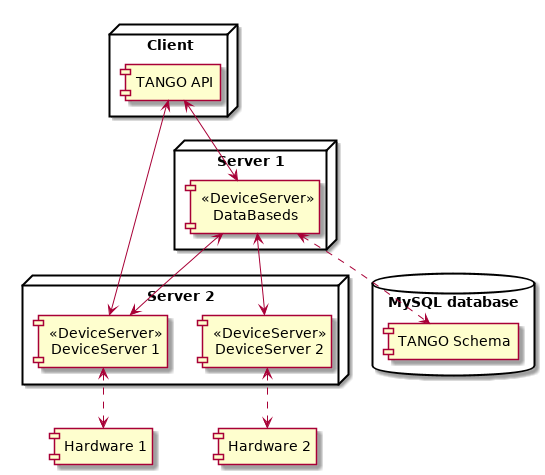 Client
TANGO API
Server 1
«DeviceServer»
DataBaseds
Server 2
«DeviceServer»
DeviceServer 1
«DeviceServer»
DeviceServer 2
MySQL database
TANGO Schema
Hardware 1
Hardware 2